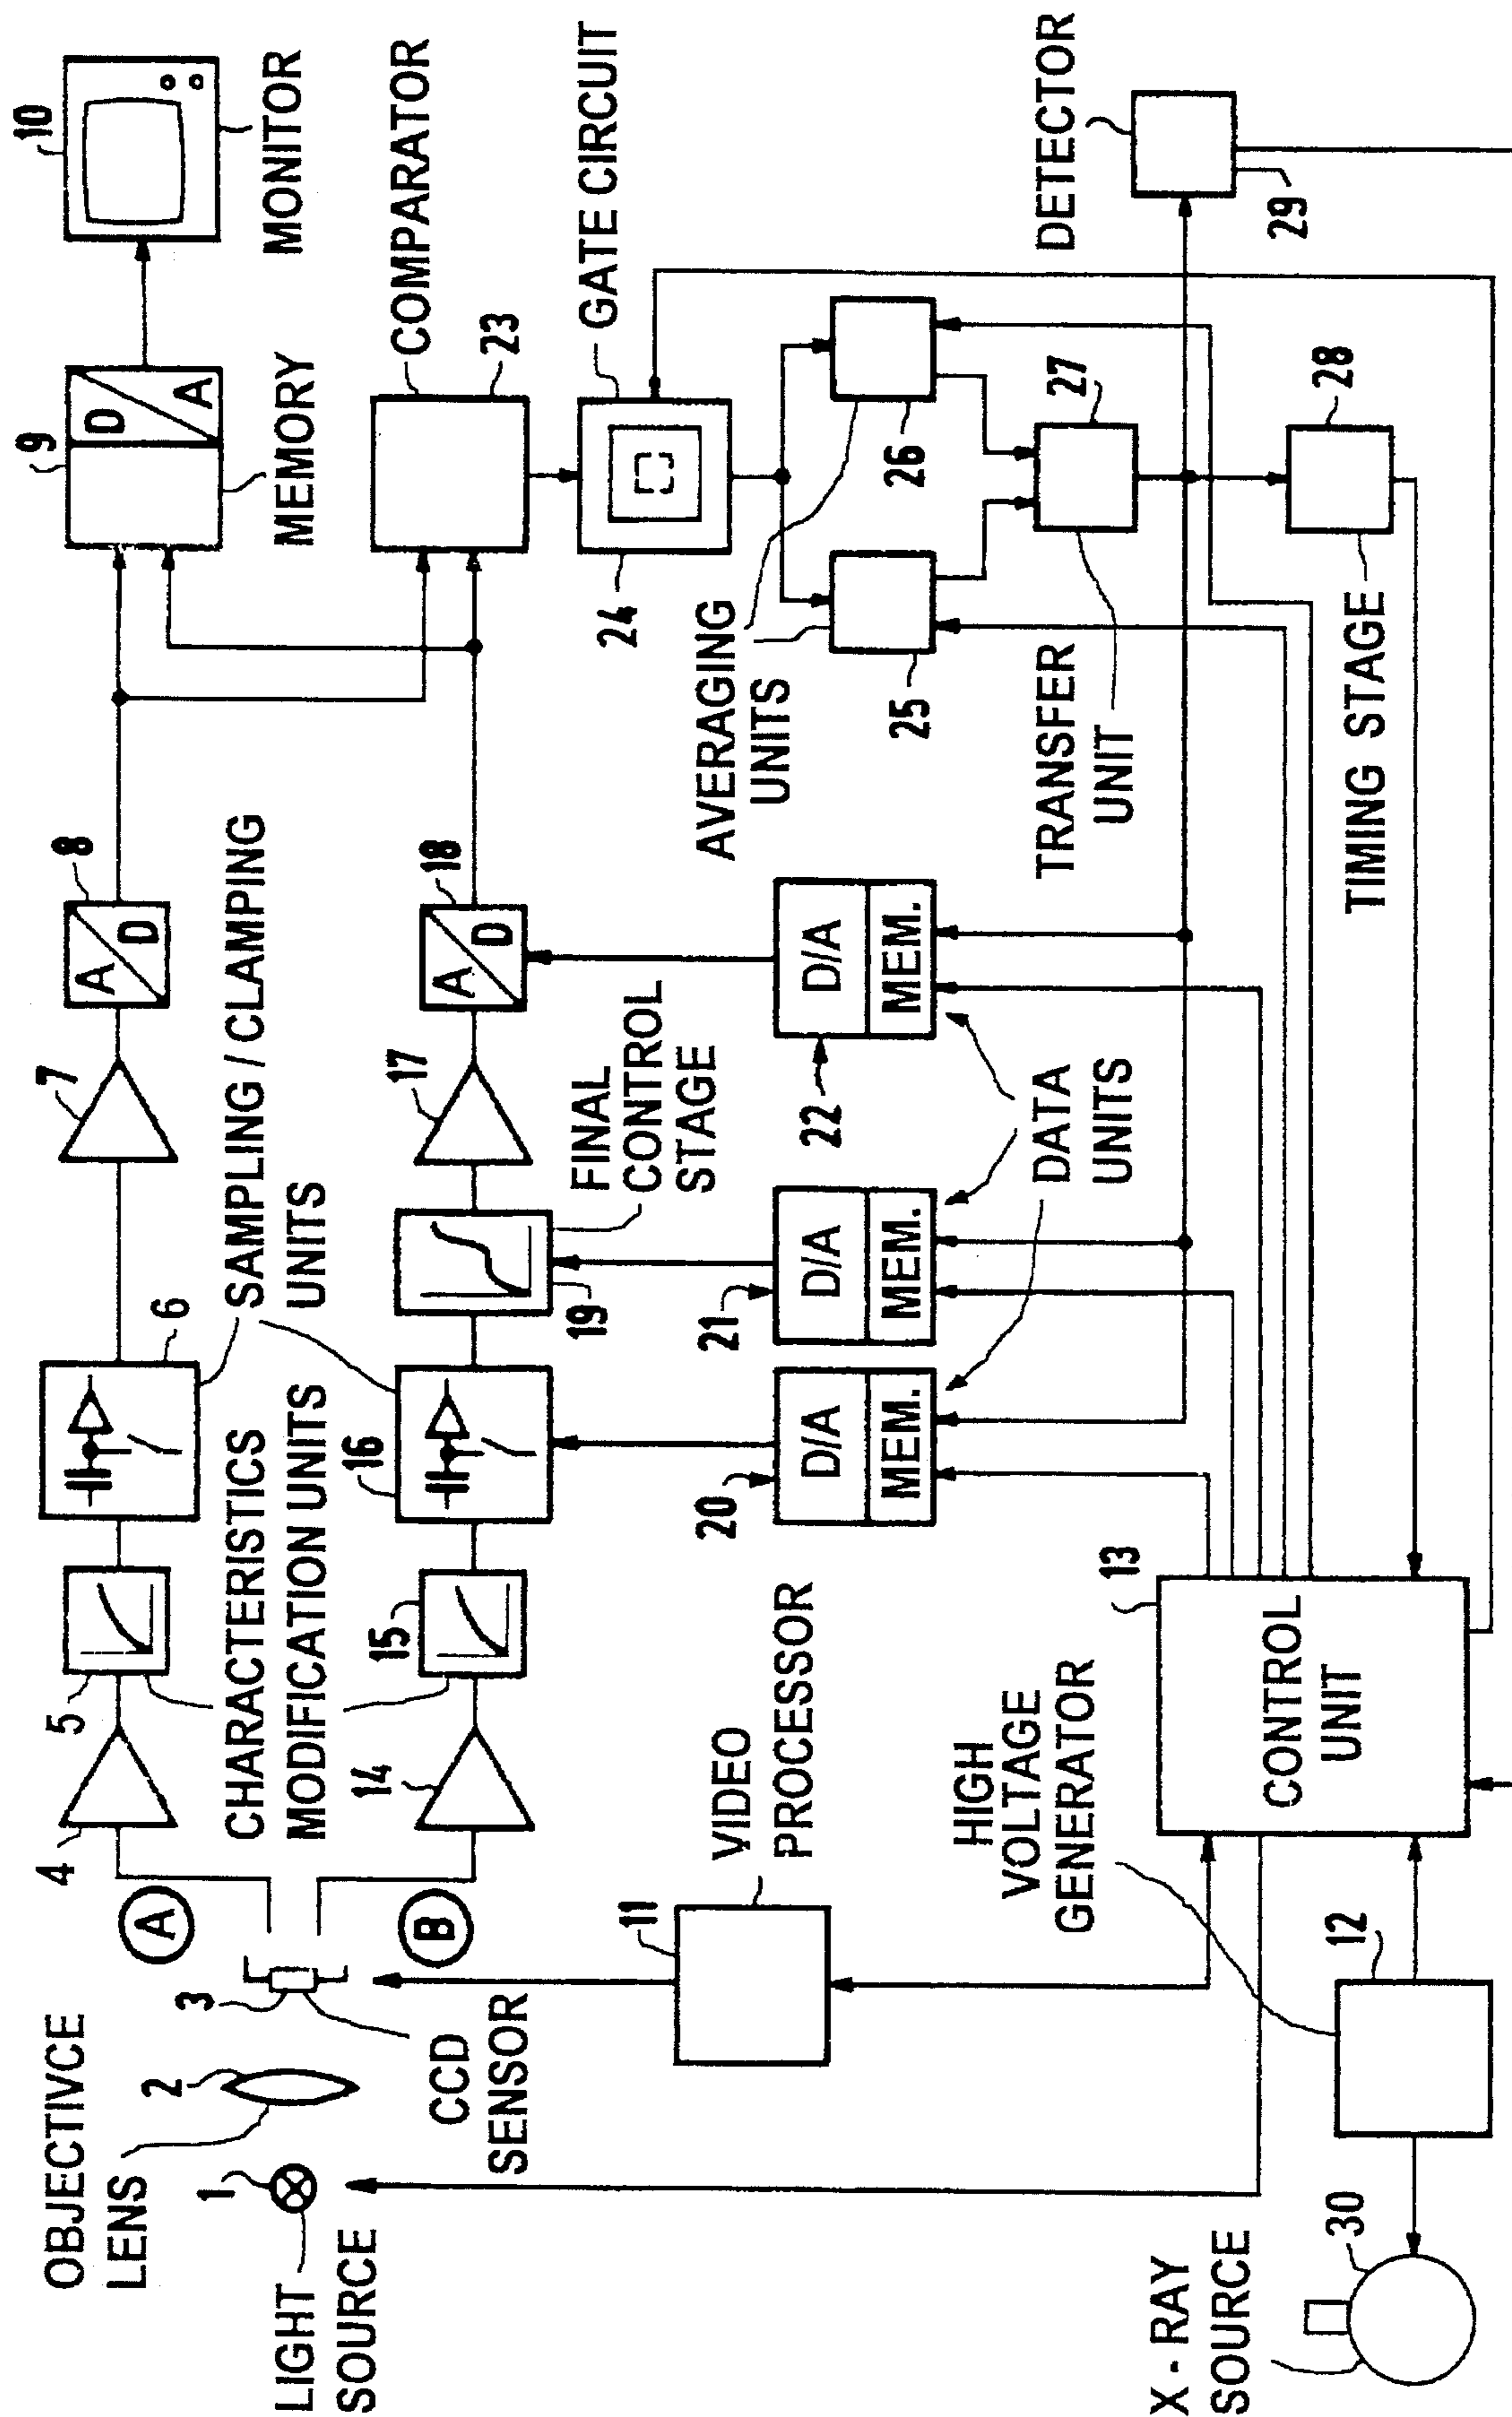 OBJECTIVCE
LENS
2
LIGHT
SOURCE
1
CCD
SENSOR
3
A
B
4
5
6
7
8
9
10
MONITOR
MEMORY
SAMPLING / CLAMPING
UNITS
CHARACTERISTICS
MODIFICATION UNITS
14
15
16
17
18
19
A
D
A
D
D
A
FINAL
CONTROL
STAGE
COMPARATOR
23
GATE CIRCUIT
24
AVERAGING
UNITS
25
26
TRANSFER
UNIT
27
TIMING STAGE
28
DETECTOR
29
20
D/A
MEM.
21
D/A
MEM.
22
D/A
MEM.
DATA
UNITS
VIDEO
PROCESSOR
11
HIGH
VOLTAGE
GENERATOR
12
13
CONTROL
UNIT
X - RAY
SOURCE
30